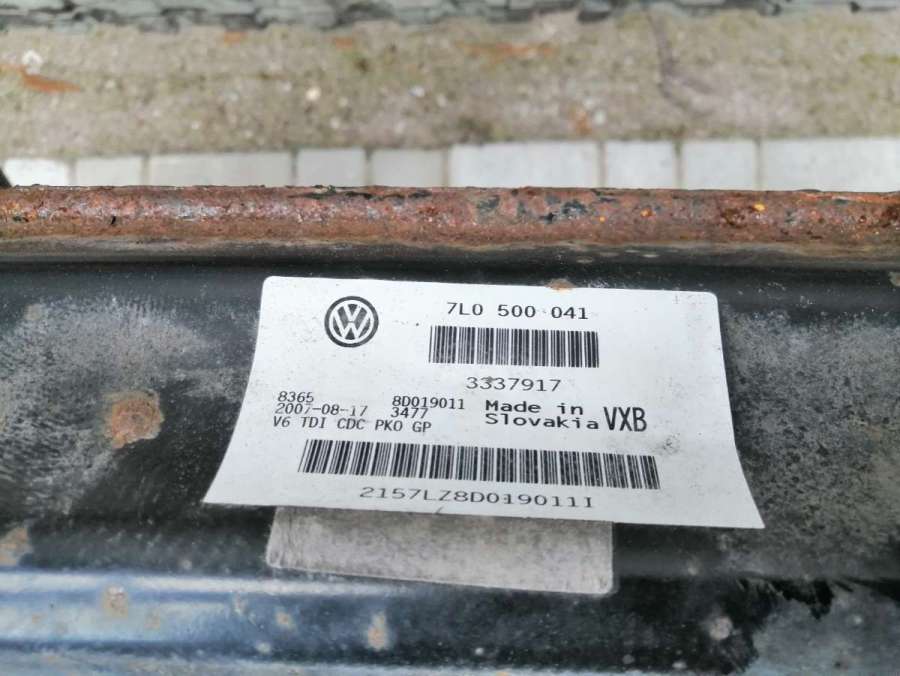 7L0 500 041
3337917
8365 8D019011
2007-08-17 3477
V6 TDI CDC PKO GP
Made in
Slovakia VXB
2157LZ8D019011I